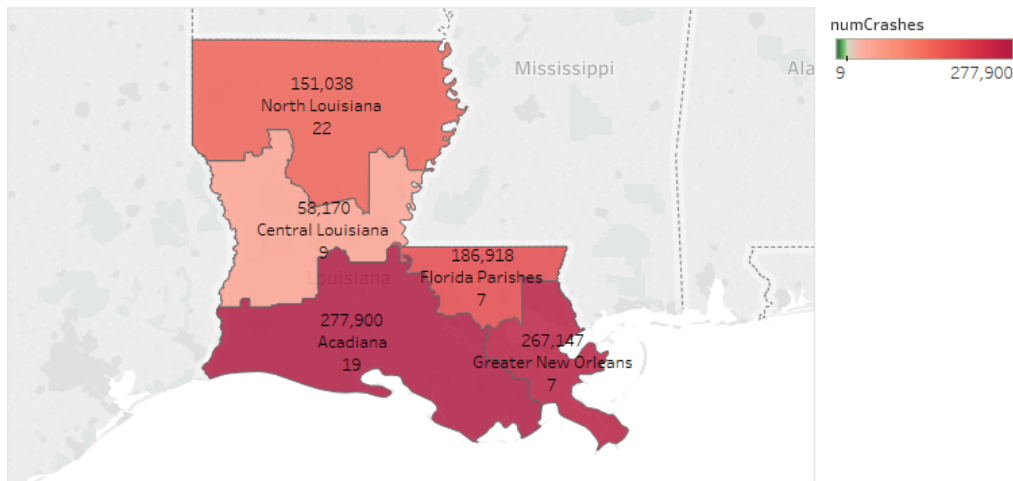 numCrashes
9
277,900
Mississippi
Ala
151,038
North Louisiana
22
58,170
Central Louisiana
9
Louisiana
186,918
Florida Parishes
7
277,900
Acadiana
19
267,147
Greater New Orleans
7